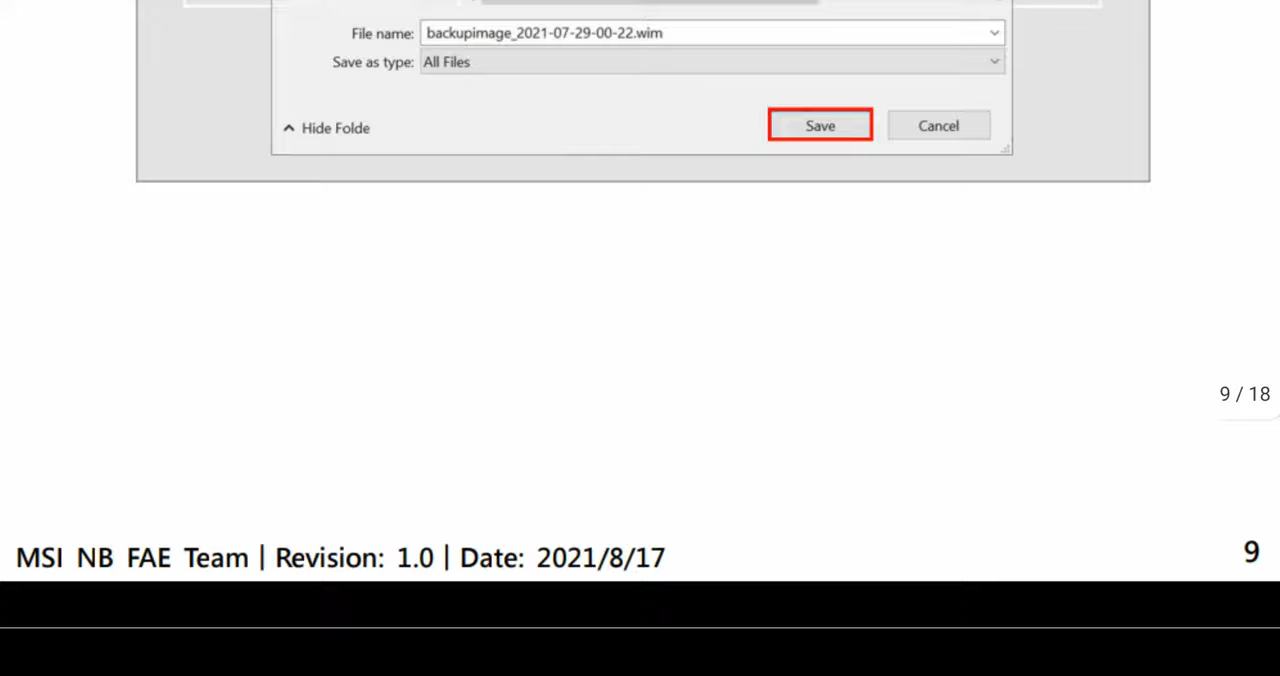 File name: backupimage_2021-07-29-00-22.wim
Save as type: All Files
Hide Folde
Save Cancel
9 / 18
MSI NB FAE Team | Revision: 1.0 | Date: 2021/8/17
9